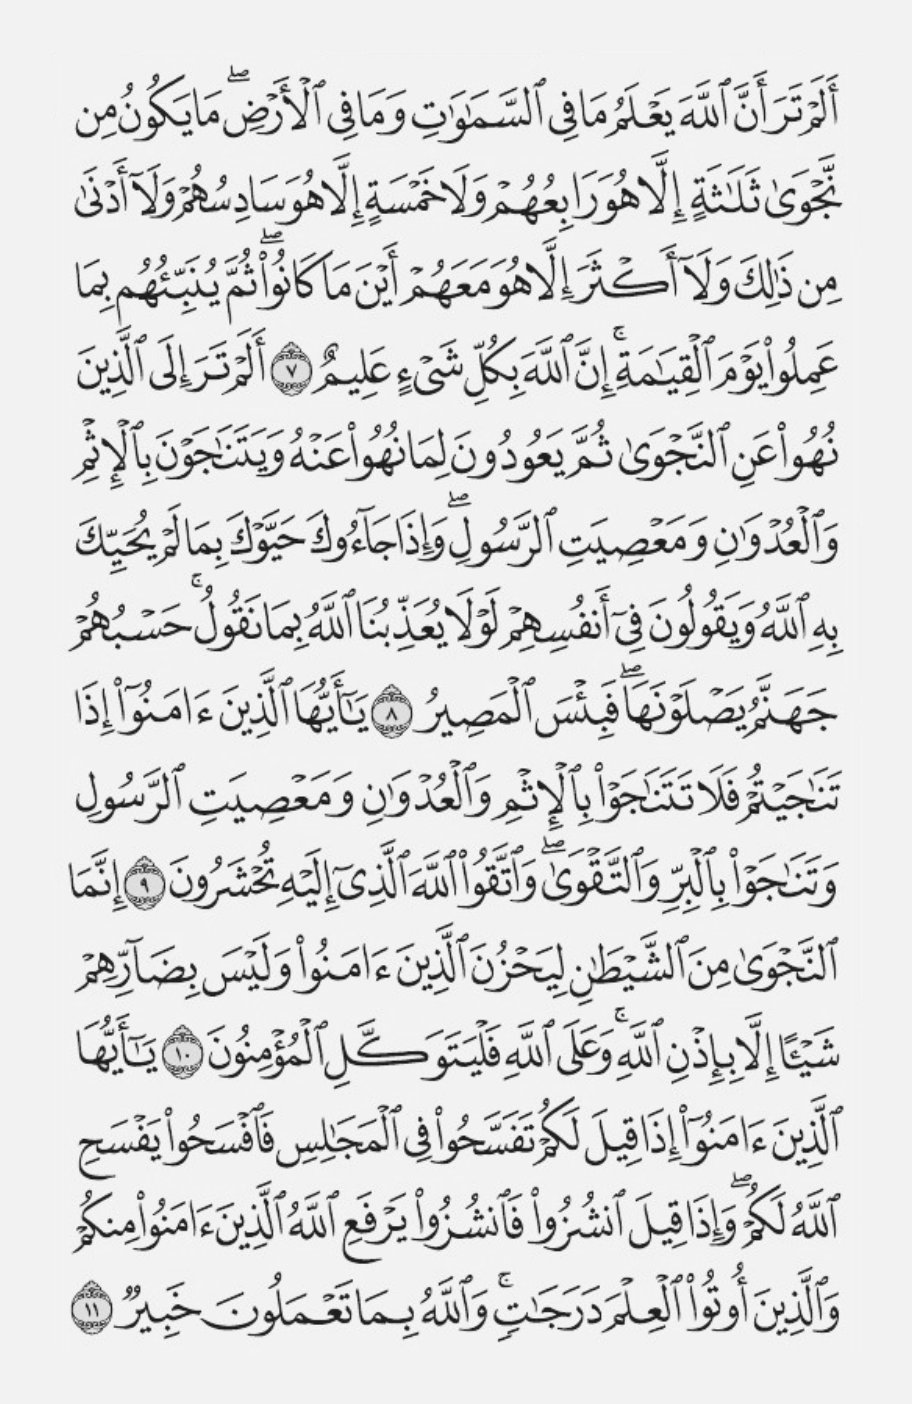 أَلَمۡ تَرَ أَنَّ ٱللَّهَ يَعۡلَمُ مَا فِي ٱلسَّمَٰوَٰتِ وَمَا فِي ٱلۡأَرۡضِۖ مَا يَكُونُ مِن
نَّجۡوَىٰ ثَلَٰثَةٍ إِلَّا هُوَ رَابِعُهُمۡ وَلَا خَمۡسَةٍ إِلَّا هُوَ سَادِسُهُمۡ وَلَآ أَدۡنَىٰ
مِن ذَٰلِكَ وَلَآ أَكۡثَرَ إِلَّا هُوَ مَعَهُمۡ أَيۡنَ مَا كَانُواْۖ ثُمَّ يُنَبِّئُهُم بِمَا
عَمِلُواْ يَوۡمَ ٱلۡقِيَٰمَةِۚ إِنَّ ٱللَّهَ بِكُلِّ شَيۡءٍ عَلِيمٌ ٧ أَلَمۡ تَرَ إِلَى ٱلَّذِينَ
نُهُواْ عَنِ ٱلنَّجۡوَىٰ ثُمَّ يَعُودُونَ لِمَا نُهُواْ عَنۡهُ وَيَتَنَٰجَوۡنَ بِٱلۡإِثۡمِ
وَٱلۡعُدۡوَٰنِ وَمَعۡصِيَتِ ٱلرَّسُولِۖ وَإِذَا جَآءُوكَ حَيَّوۡكَ بِمَا لَمۡ يُحَيِّكَ
بِهِ ٱللَّهُ وَيَقُولُونَ فِيٓ أَنفُسِهِمۡ لَوۡلَا يُعَذِّبُنَا ٱللَّهُ بِمَا نَقُولُۚ حَسۡبُهُمۡ
جَهَنَّمُ يَصۡلَوۡنَهَاۖ فَبِئۡسَ ٱلۡمَصِيرُ ٨ يَٰٓأَيُّهَا ٱلَّذِينَ ءَامَنُوٓاْ إِذَا
تَنَٰجَيۡتُمۡ فَلَا تَتَنَٰجَوۡاْ بِٱلۡإِثۡمِ وَٱلۡعُدۡوَٰنِ وَمَعۡصِيَتِ ٱلرَّسُولِ
وَتَنَٰجَوۡاْ بِٱلۡبِرِّ وَٱلتَّقۡوَىٰۖ وَٱتَّقُواْ ٱللَّهَ ٱلَّذِيٓ إِلَيۡهِ تُحۡشَرُونَ ٩ إِنَّمَا
ٱلنَّجۡوَىٰ مِنَ ٱلشَّيۡطَٰنِ لِيَحۡزُنَ ٱلَّذِينَ ءَامَنُواْ وَلَيۡسَ بِضَآرِّهِمۡ
شَيۡـًٔا إِلَّا بِإِذۡنِ ٱللَّهِۚ وَعَلَى ٱللَّهِ فَلۡيَتَوَكَّلِ ٱلۡمُؤۡمِنُونَ ١٠ يَٰٓأَيُّهَا
ٱلَّذِينَ ءَامَنُوٓاْ إِذَا قِيلَ لَكُمۡ تَفَسَّحُواْ فِي ٱلۡمَجَٰلِسِ فَٱفۡسَحُواْ يَفۡسَحِ
ٱللَّهُ لَكُمۡۖ وَإِذَا قِيلَ ٱنشُزُواْ فَٱنشُزُواْ يَرۡفَعِ ٱللَّهُ ٱلَّذِينَ ءَامَنُواْ مِنكُمۡ
وَٱلَّذِينَ أُوتُواْ ٱلۡعِلۡمَ دَرَجَٰتٖۚ وَٱللَّهُ بِمَا تَعۡمَلُونَ خَبِيرٞ ١١